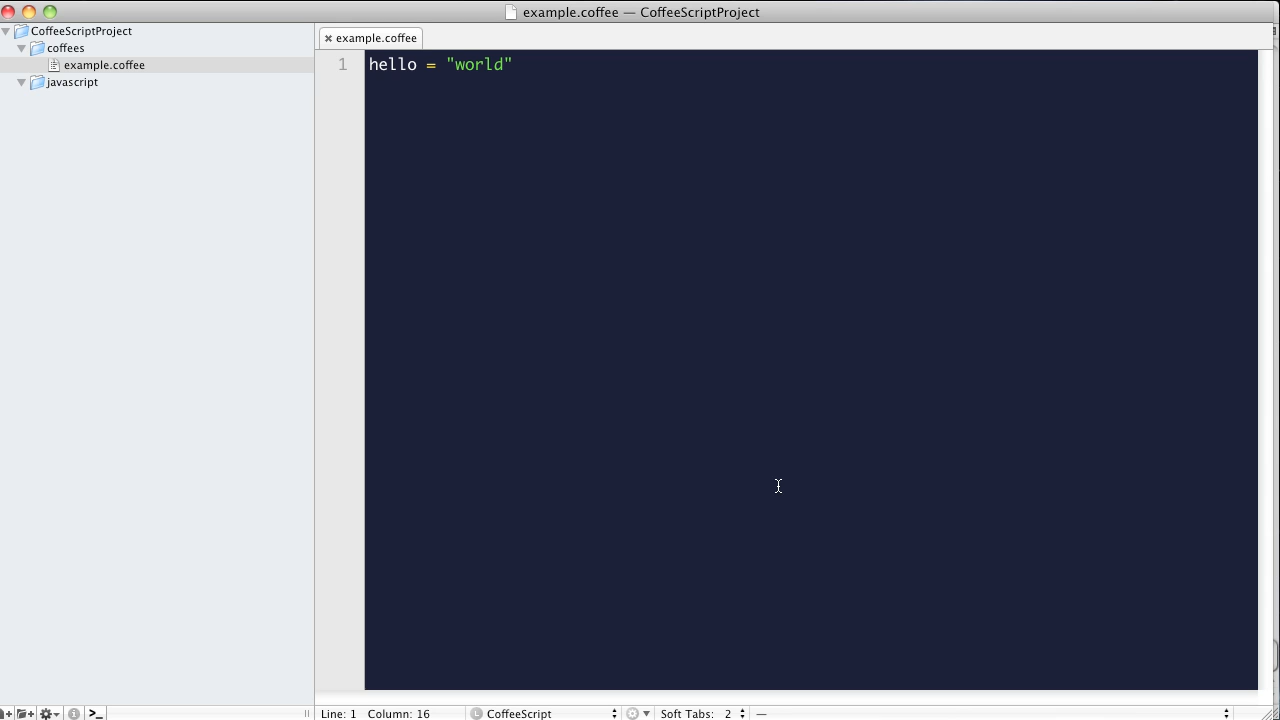 example.coffee — CoffeeScriptProject
CoffeeScriptProject
coffees
example.coffee
javascript
example.coffee
1 hello = "world"
Line: 1 Column: 16
CoffeeScript
Soft Tabs: 2
—